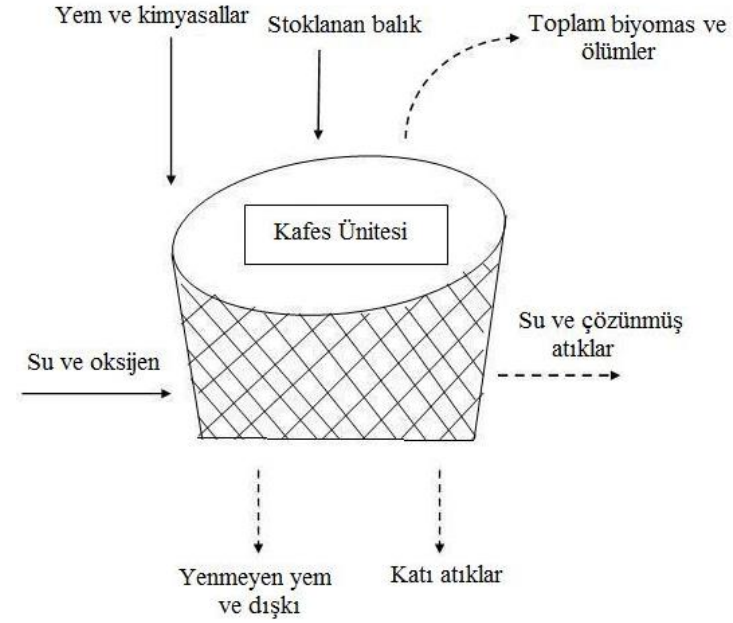 Yem ve kimyasallar
Stoklanan balık
Toplam biyomas ve
ölümler
Kafes Ünitesi
Su ve çözünmüş
atıklar
Su ve oksijen
Yenmeyen yem
ve dışkı
Katı atıklar